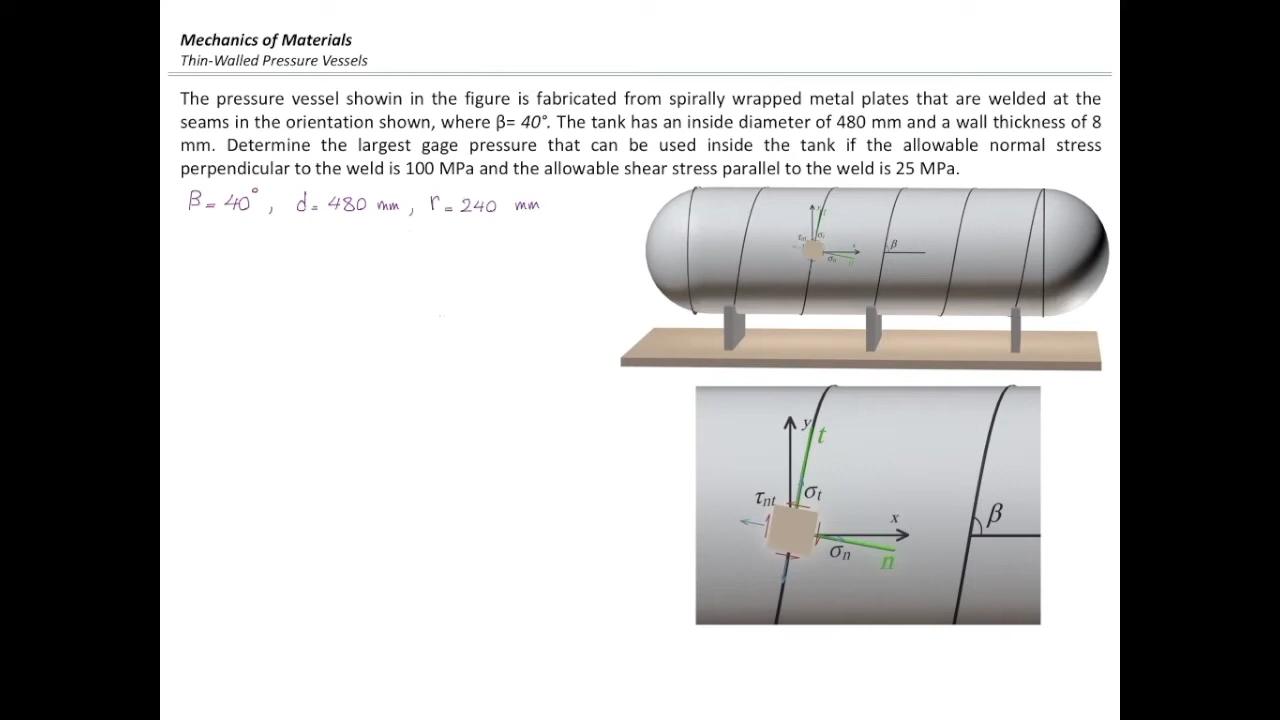 Mechanics of Materials
Thin-Walled Pressure Vessels
The pressure vessel showin in the figure is fabricated from spirally wrapped metal plates that are welded at the
seams in the orientation shown, where β= 40°. The tank has an inside diameter of 480 mm and a wall thickness of 8
mm. Determine the largest gage pressure that can be used inside the tank if the allowable normal stress
perpendicular to the weld is 100 MPa and the allowable shear stress parallel to the weld is 25 MPa.
β = 40°, d = 480 mm, r = 240 mm
β
y
t
τnt
σt
x
β
σn
n